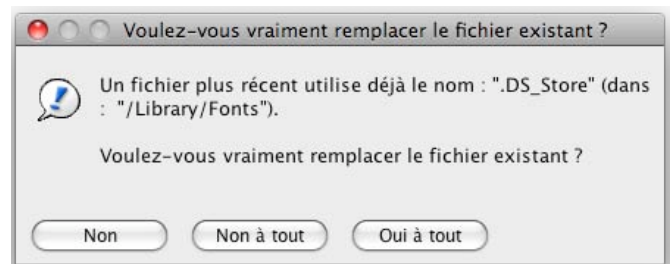 Voulez-vous vraiment remplacer le fichier existant ?
Un fichier plus récent utilise déjà le nom : ".DS_Store" (dans
: "/Library/Fonts").
Voulez-vous vraiment remplacer le fichier existant ?
Non Non à tout Oui à tout